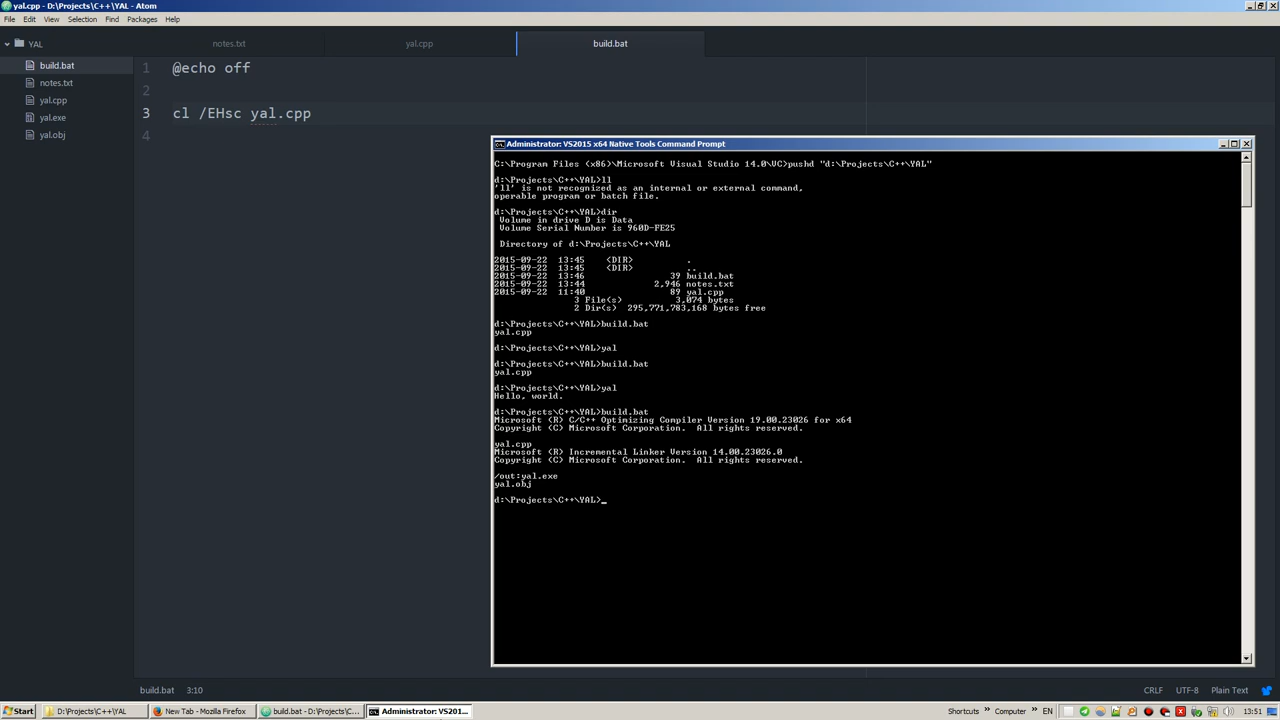 yal.cpp - D:\Projects\C++\YAL - Atom
File Edit View Selection Find Packages Help
YAL
notes.txt
yal.cpp
build.bat
build.bat
notes.txt
yal.cpp
yal.exe
yal.obj
1 @echo off
2
3 cl /EHsc yal.cpp
4
Administrator: VS2015 x64 Native Tools Command Prompt
C:\Program Files (x86)\Microsoft Visual Studio 14.0\VC>pushd "d:\Projects\C++\YAL"
d:\Projects\C++\YAL>ll
'll' is not recognized as an internal or external command,
operable program or batch file.
d:\Projects\C++\YAL>dir
Volume in drive D is Data
Volume Serial Number is 960D-FE25
Directory of d:\Projects\C++\YAL
2015-09-22 13:45 <DIR> .
2015-09-22 13:45 <DIR> ..
2015-09-22 13:46 39 build.bat
2015-09-22 13:44 2,946 notes.txt
2015-09-22 11:40 89 yal.cpp
3 File(s) 3,074 bytes
2 Dir(s) 295,771,783,168 bytes free
d:\Projects\C++\YAL>build.bat
yal.cpp
d:\Projects\C++\YAL>yal
d:\Projects\C++\YAL>build.bat
yal.cpp
d:\Projects\C++\YAL>yal
Hello, world.
d:\Projects\C++\YAL>build.bat
Microsoft (R) C/C++ Optimizing Compiler Version 19.00.23026 for x64
Copyright (C) Microsoft Corporation. All rights reserved.
yal.cpp
Microsoft (R) Incremental Linker Version 14.00.23026.0
Copyright (C) Microsoft Corporation. All rights reserved.
/out:yal.exe
yal.obj
d:\Projects\C++\YAL>_
build.bat 3:10
CRLF UTF-8 Plain Text
Start D:\Projects\C++\YAL New Tab - Mozilla Firefox build.bat - D:\Projects\C... Administrator: VS201... Shortcuts » Computer » EN 13:51